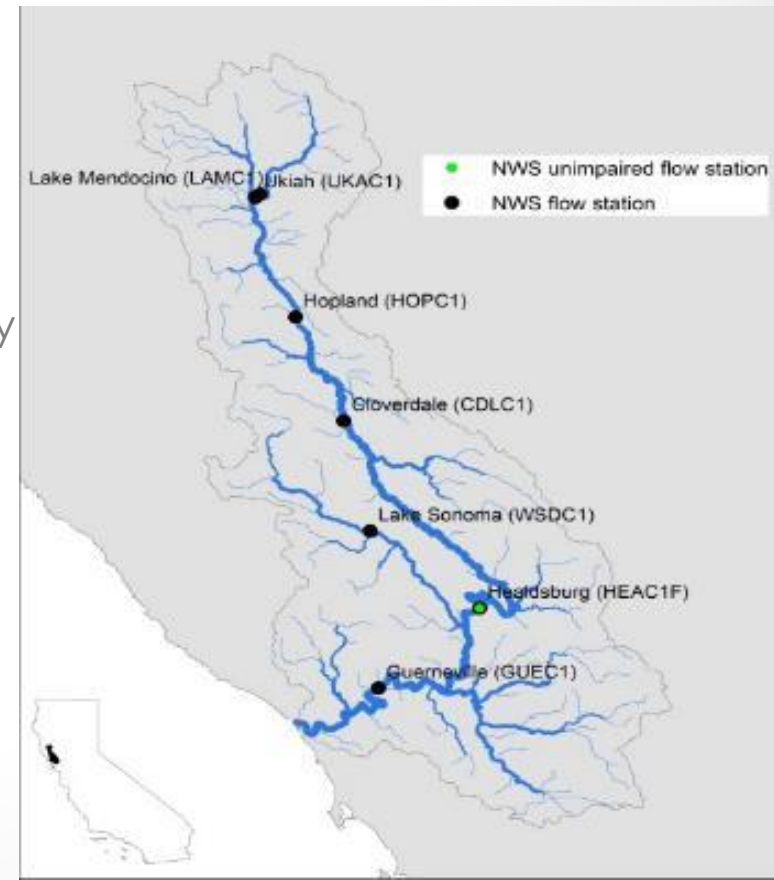 Lake Mendocino (LAMC1)
Ukiah (UKAC1)
NWS unimpaired flow station
NWS flow station
Hopland (HOPC1)
y
Cloverdale (CDLC1)
Lake Sonoma (WSDC1)
Healdsburg (HEAC1F)
Guerneville (GUEC1)